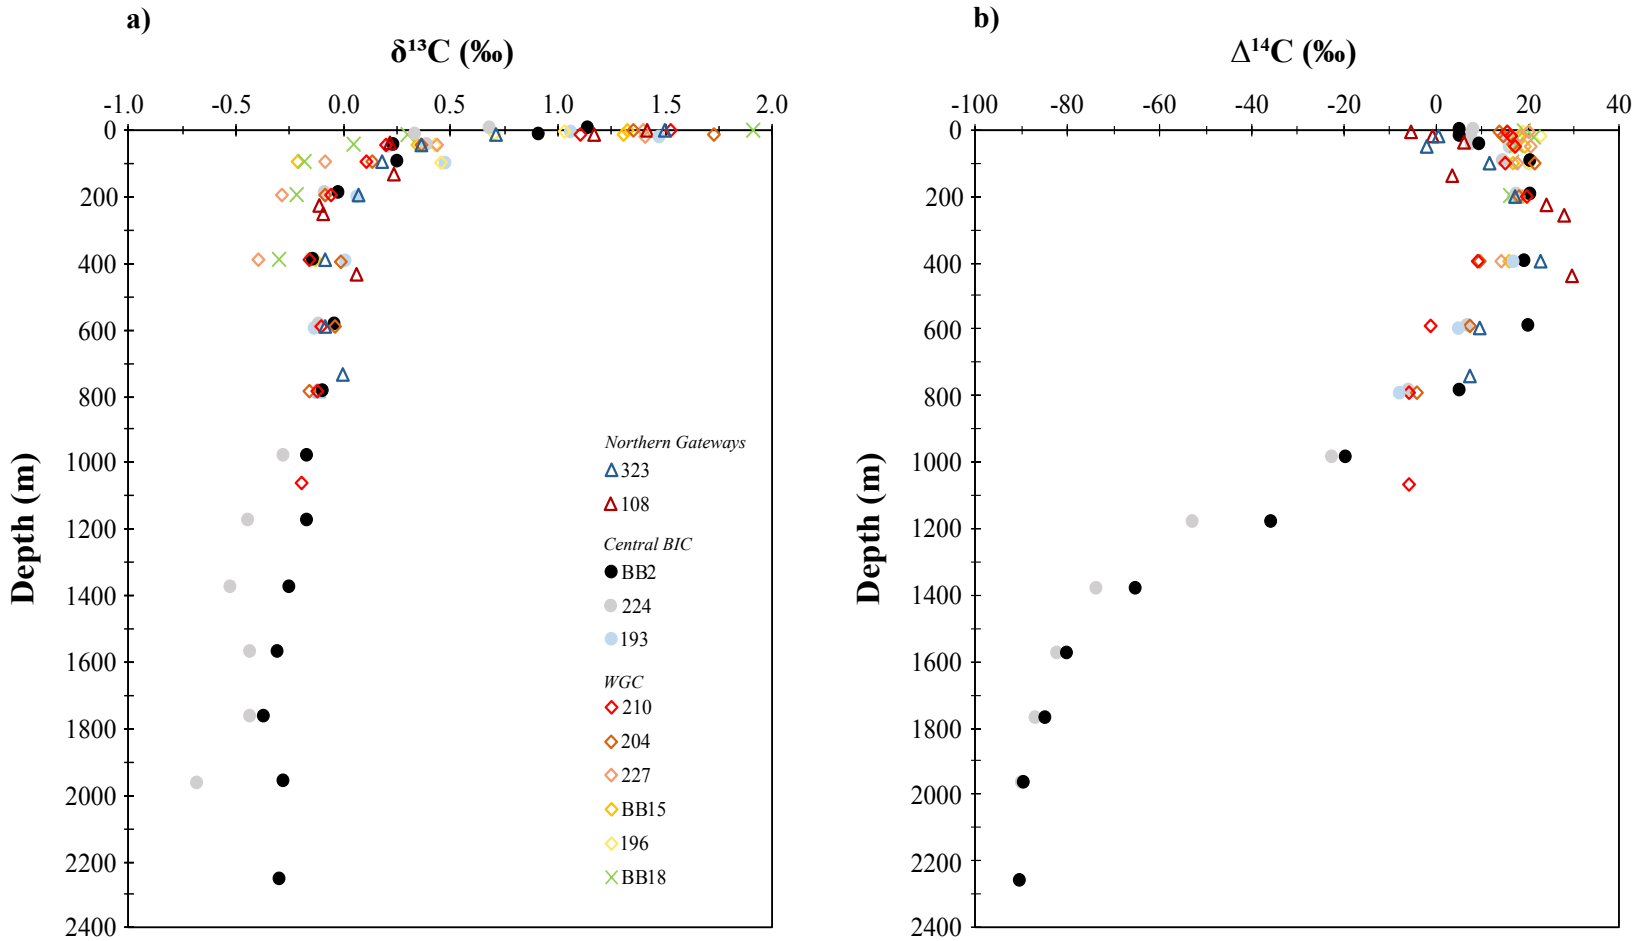 a)
δ¹³C (‰)
-1.0 -0.5 0.0 0.5 1.0 1.5 2.0
0
200
400
600
800
1000
1200
1400
1600
1800
2000
2200
2400
Depth (m)
Northern Gateways
323
108
Central BIC
BB2
224
193
WGC
210
204
227
BB15
196
BB18
b)
Δ¹⁴C (‰)
-100 -80 -60 -40 -20 0 20 40
0
200
400
600
800
1000
1200
1400
1600
1800
2000
2200
2400
Depth (m)